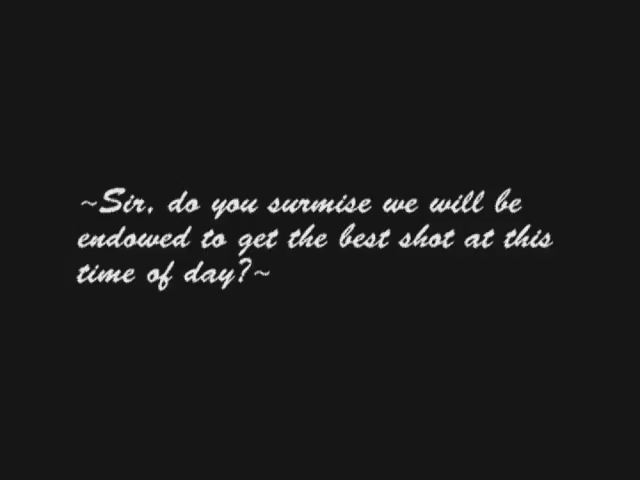 ~Sir, do you surmise we will be
endowed to get the best shot at this
time of day?~